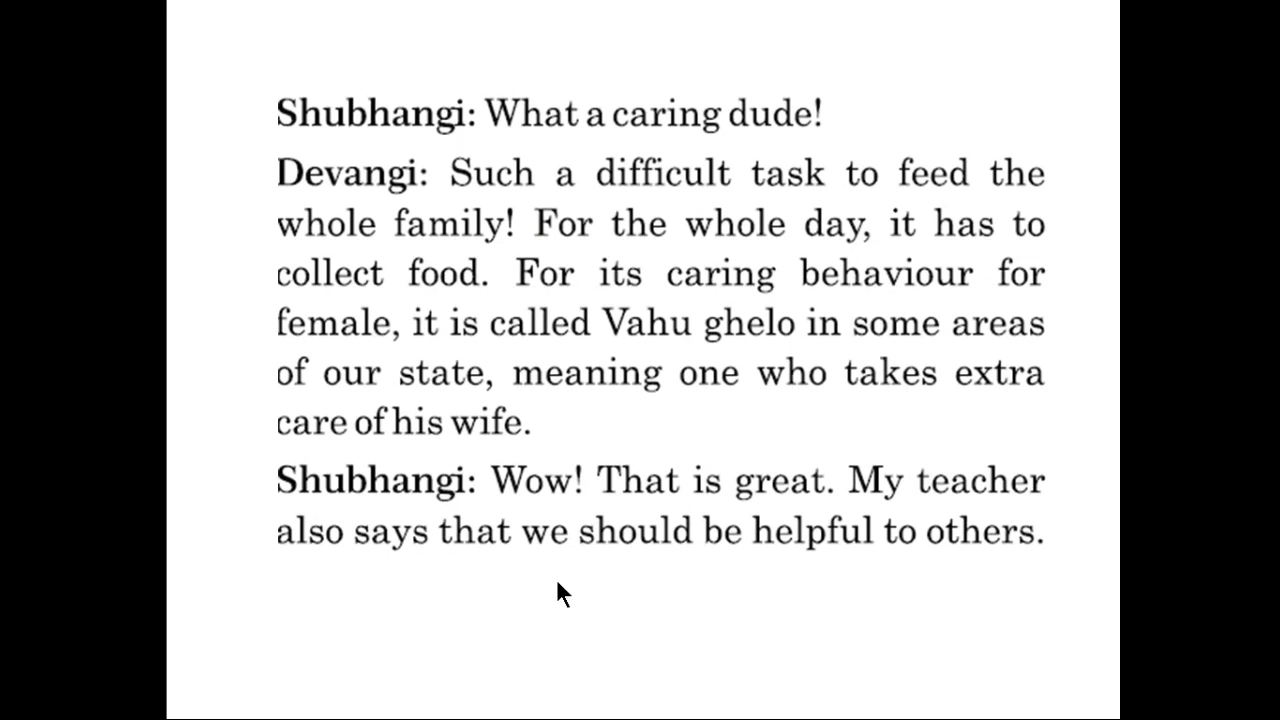 Shubhangi: What a caring dude!
Devangi: Such a difficult task to feed the
whole family! For the whole day, it has to
collect food. For its caring behaviour for
female, it is called Vahu ghelo in some areas
of our state, meaning one who takes extra
care of his wife.
Shubhangi: Wow! That is great. My teacher
also says that we should be helpful to others.